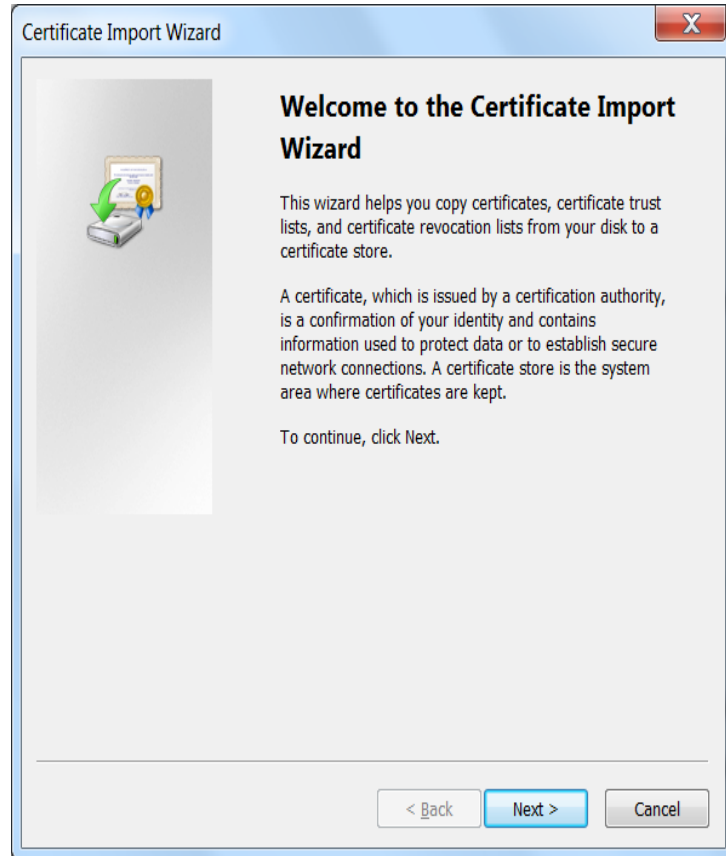 Certificate Import Wizard
X
Welcome to the Certificate Import
Wizard
This wizard helps you copy certificates, certificate trust
lists, and certificate revocation lists from your disk to a
certificate store.
A certificate, which is issued by a certification authority,
is a confirmation of your identity and contains
information used to protect data or to establish secure
network connections. A certificate store is the system
area where certificates are kept.
To continue, click Next.
< Back Next > Cancel